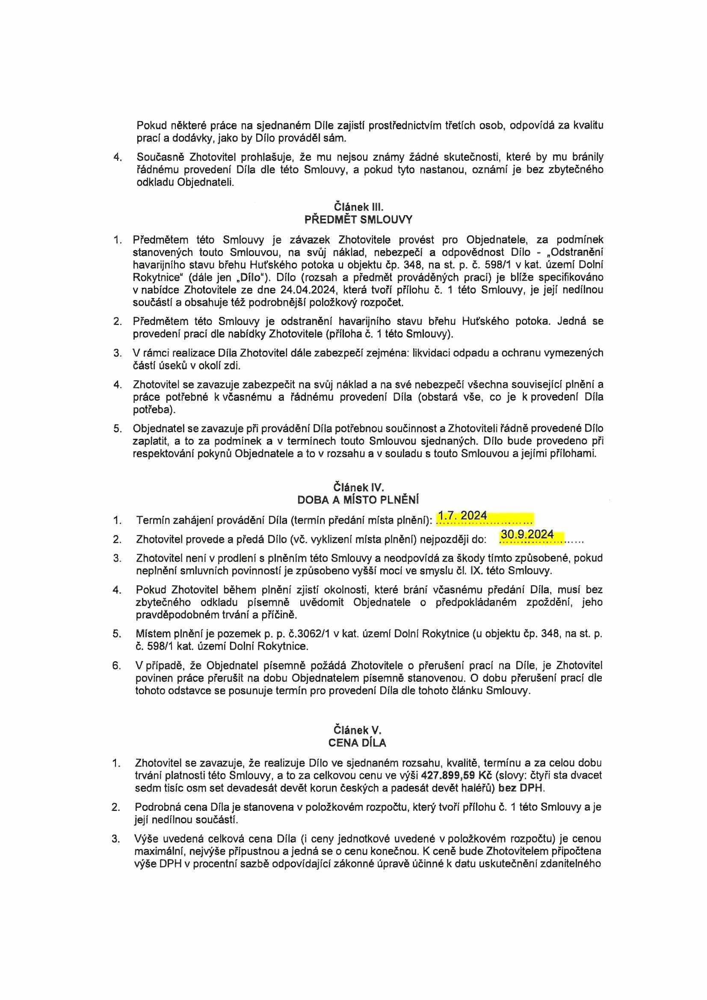 Pokud některé práce na sjednaném Díle zajistí prostřednictvím třetích osob, odpovídá za kvalitu
prací a dodávky, jako by Dílo prováděl sám.
4. Současně Zhotovitel prohlašuje, že mu nejsou známy žádné skutečnosti, které by mu bránily
řádnému provedení Díla dle této Smlouvy, a pokud tyto nastanou, oznámí je bez zbytečného
odkladu Objednateli.
Článek III.
PŘEDMĚT SMLOUVY
1. Předmětem této Smlouvy je závazek Zhotovitele provést pro Objednatele, za podmínek
stanovených touto Smlouvou, na svůj náklad, nebezpečí a odpovědnost Dílo - „Odstranění
havarijního stavu břehu Huťského potoka u objektu čp. 348, na st. p. č. 598/1 v kat. území Dolní
Rokytnice“ (dále jen „Dílo“). Dílo (rozsah a předmět prováděných prací) je blíže specifikováno
v nabídce Zhotovitele ze dne 24.04.2024, která tvoří přílohu č. 1 této Smlouvy, je její nedílnou
součástí a obsahuje též podrobnější položkový rozpočet.
2. Předmětem této Smlouvy je odstranění havarijního stavu břehu Huťského potoka. Jedná se
provedení prací dle nabídky Zhotovitele (příloha č. 1 této Smlouvy).
3. V rámci realizace Díla Zhotovitel dále zabezpečí zejména: likvidaci odpadu a ochranu vymezených
částí úseků v okolí zdi.
4. Zhotovitel se zavazuje zabezpečit na svůj náklad a na své nebezpečí všechna související plnění a
práce potřebné k včasnému a řádnému provedení Díla (obstará vše, co je k provedení Díla
potřeba).
5. Objednatel se zavazuje při provádění Díla potřebnou součinnost a Zhotoviteli řádně provedené Dílo
zaplatit, a to za podmínek a v termínech touto Smlouvou sjednaných. Dílo bude provedeno při
respektování pokynů Objednatele a to v rozsahu a v souladu s touto Smlouvou a jejími přílohami.
Článek IV.
DOBA A MÍSTO PLNĚNÍ
1. Termín zahájení provádění Díla (termín předání místa plnění): 1.7. 2024
2. Zhotovitel provede a předá Dílo (vč. vyklizení místa plnění) nejpozději do: 30.9.2024
3. Zhotovitel není v prodlení s plněním této Smlouvy a neodpovídá za škody tímto způsobené, pokud
neplnění smluvních povinností je způsobeno vyšší mocí ve smyslu čl. IX. této Smlouvy.
4. Pokud Zhotovitel během plnění zjistí okolnosti, které brání včasnému předání Díla, musí bez
zbytečného odkladu písemně uvědomit Objednatele o předpokládaném zpoždění, jeho
pravděpodobném trvání a příčině.
5. Místem plnění je pozemek p. p. č.3062/1 v kat. území Dolní Rokytnice (u objektu čp. 348, na st. p.
č. 598/1 kat. území Dolní Rokytnice.
6. V případě, že Objednatel písemně požádá Zhotovitele o přerušení prací na Díle, je Zhotovitel
povinen práce přerušit na dobu Objednatelem písemně stanovenou. O dobu přerušení prací dle
tohoto odstavce se posunuje termín pro provedení Díla dle tohoto článku Smlouvy.
Článek V.
CENA DÍLA
1. Zhotovitel se zavazuje, že realizuje Dílo ve sjednaném rozsahu, kvalitě, termínu a za celou dobu
trvání platnosti této Smlouvy, a to za celkovou cenu ve výši 427.899,59 Kč (slovy: čtyři sta dvacet
sedm tisíc osm set devadesát devět korun českých a padesát devět haléřů) bez DPH.
2. Podrobná cena Díla je stanovena v položkovém rozpočtu, který tvoří přílohu č. 1 této Smlouvy a je
její nedílnou součástí.
3. Výše uvedená celková cena Díla (i ceny jednotkové uvedené v položkovém rozpočtu) je cenou
maximální, nejvýše přípustnou a jedná se o cenu konečnou. K ceně bude Zhotovitelem připočtena
výše DPH v procentní sazbě odpovídající zákonné úpravě účinné k datu uskutečnění zdanitelného